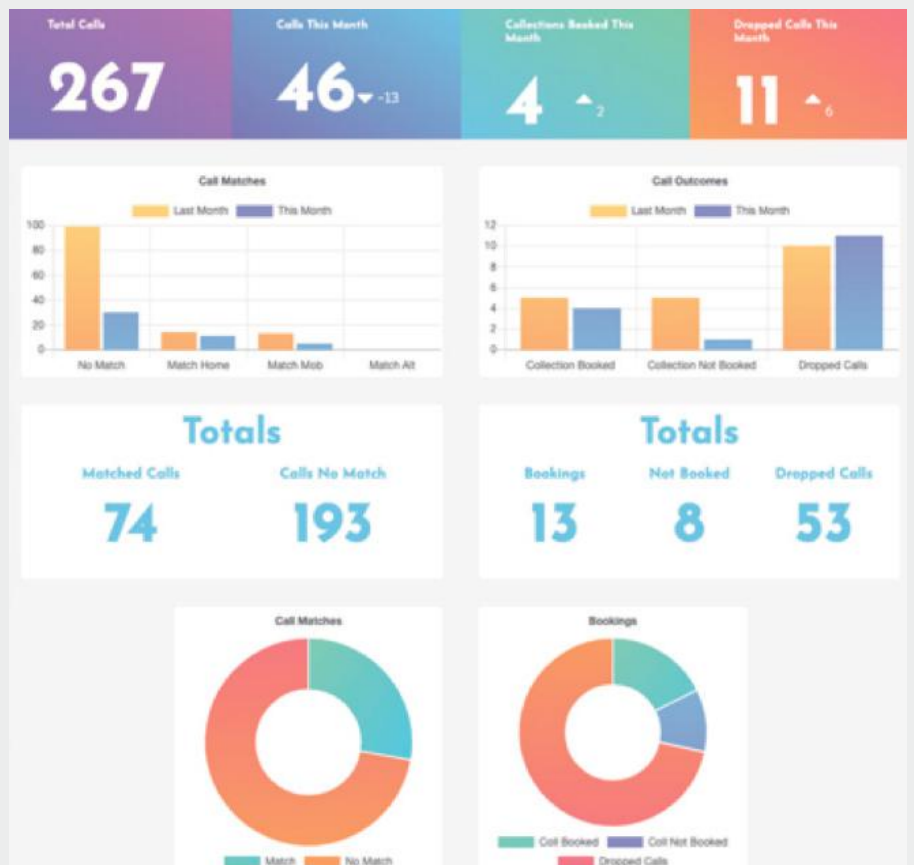 Total Calls
267
Calls This Month
46 -13
Collections Booked This
Month
4 2
Dropped Calls This
Month
11 6
Call Matches
Last Month This Month
100
80
60
40
20
0
No Match Match Home Match Mob Match Alt
Call Outcomes
Last Month This Month
12
10
8
6
4
2
0
Collection Booked Collection Not Booked Dropped Calls
Totals
Matched Calls Calls No Match
74 193
Totals
Bookings Not Booked Dropped Calls
13 8 53
Call Matches
Match No Match
Bookings
Coll Booked Coll Not Booked
Dropped Calls